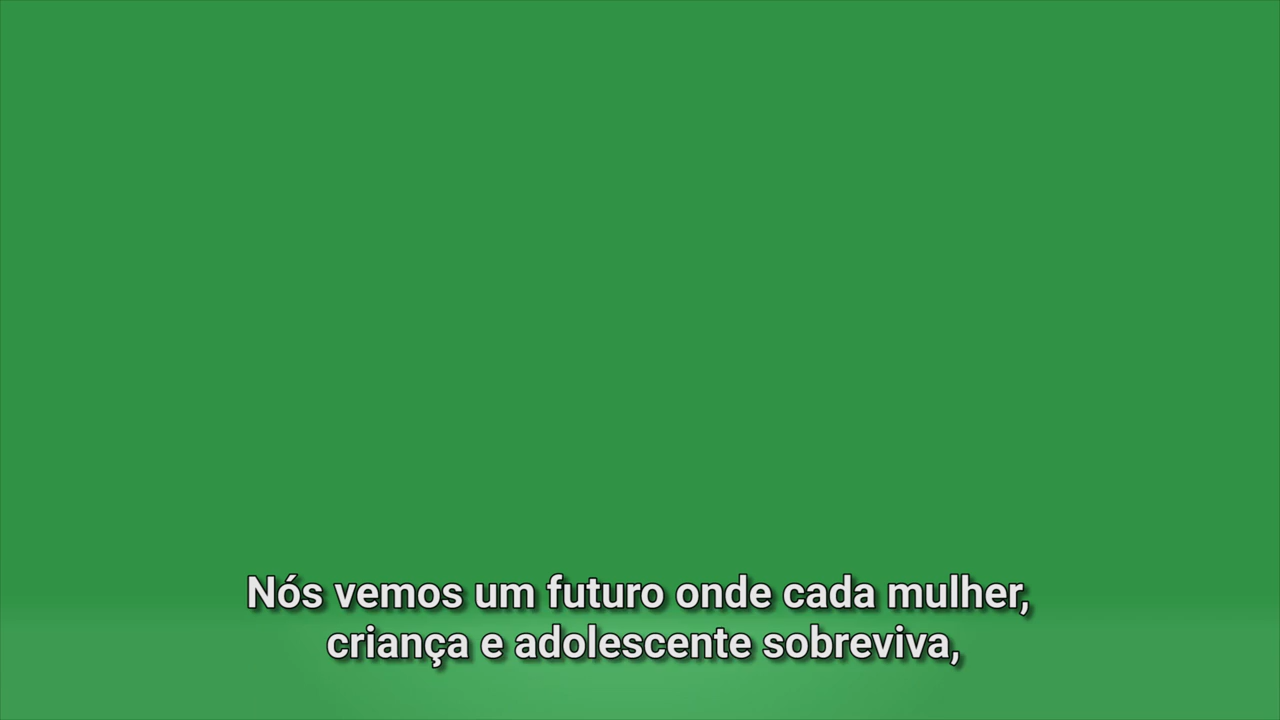 Nós vemos um futuro onde cada mulher,
criança e adolescente sobreviva,